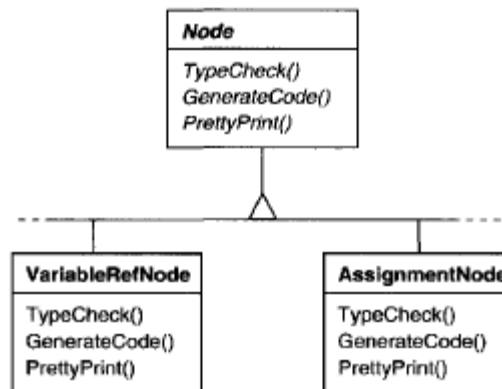 Node
TypeCheck()
GenerateCode()
PrettyPrint()
VariableRefNode
TypeCheck()
GenerateCode()
PrettyPrint()
AssignmentNode
TypeCheck()
GenerateCode()
PrettyPrint()